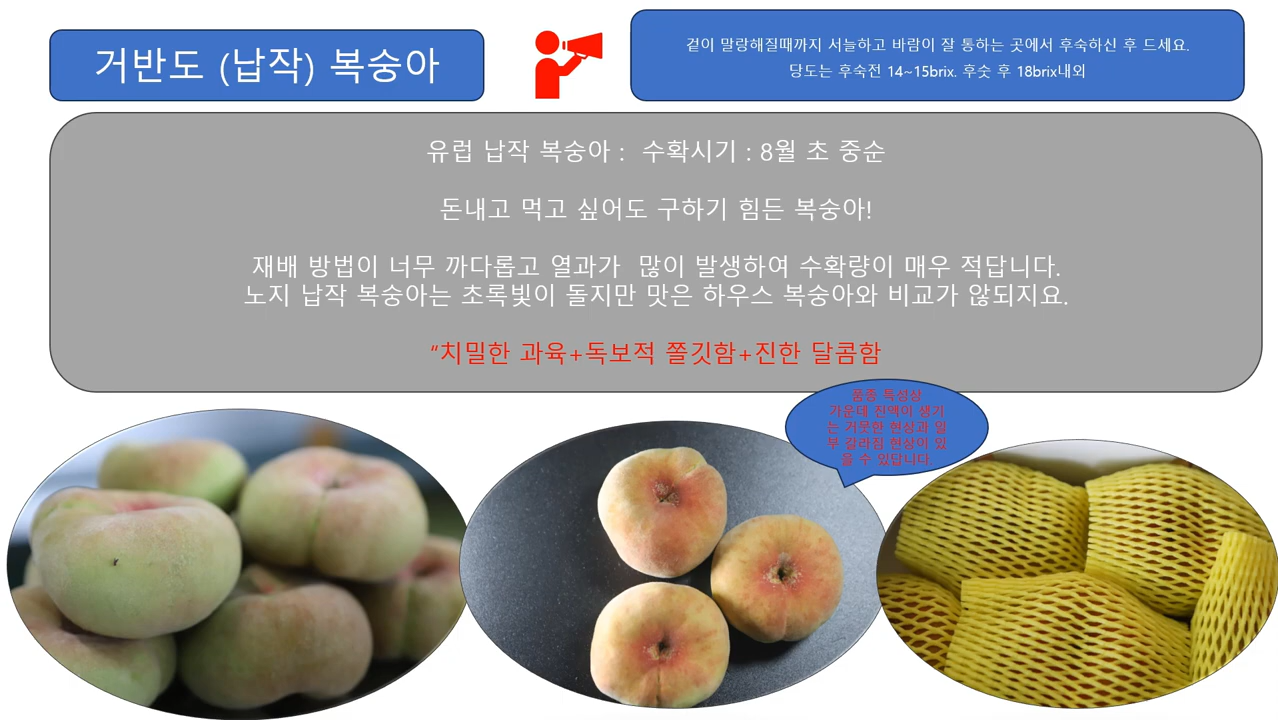 거반도 (납작) 복숭아
겉이 말랑해질때까지 서늘하고 바람이 잘 통하는 곳에서 후숙하신 후 드세요.
당도는 후숙전 14~15brix. 후숫 후 18brix내외
유럽 납작 복숭아 : 수확시기 : 8월 초 중순
돈내고 먹고 싶어도 구하기 힘든 복숭아!
재배 방법이 너무 까다롭고 열과가 많이 발생하여 수확량이 매우 적답니다.
노지 납작 복숭아는 초록빛이 돌지만 맛은 하우스 복숭아와 비교가 않되지요.
“치밀한 과육+독보적 쫄깃함+진한 달콤함
품종 특성상
가운데 진액이 생기
는 거뭇한 현상과 일
부 갈라짐 현상이 있
을 수 있답니다.